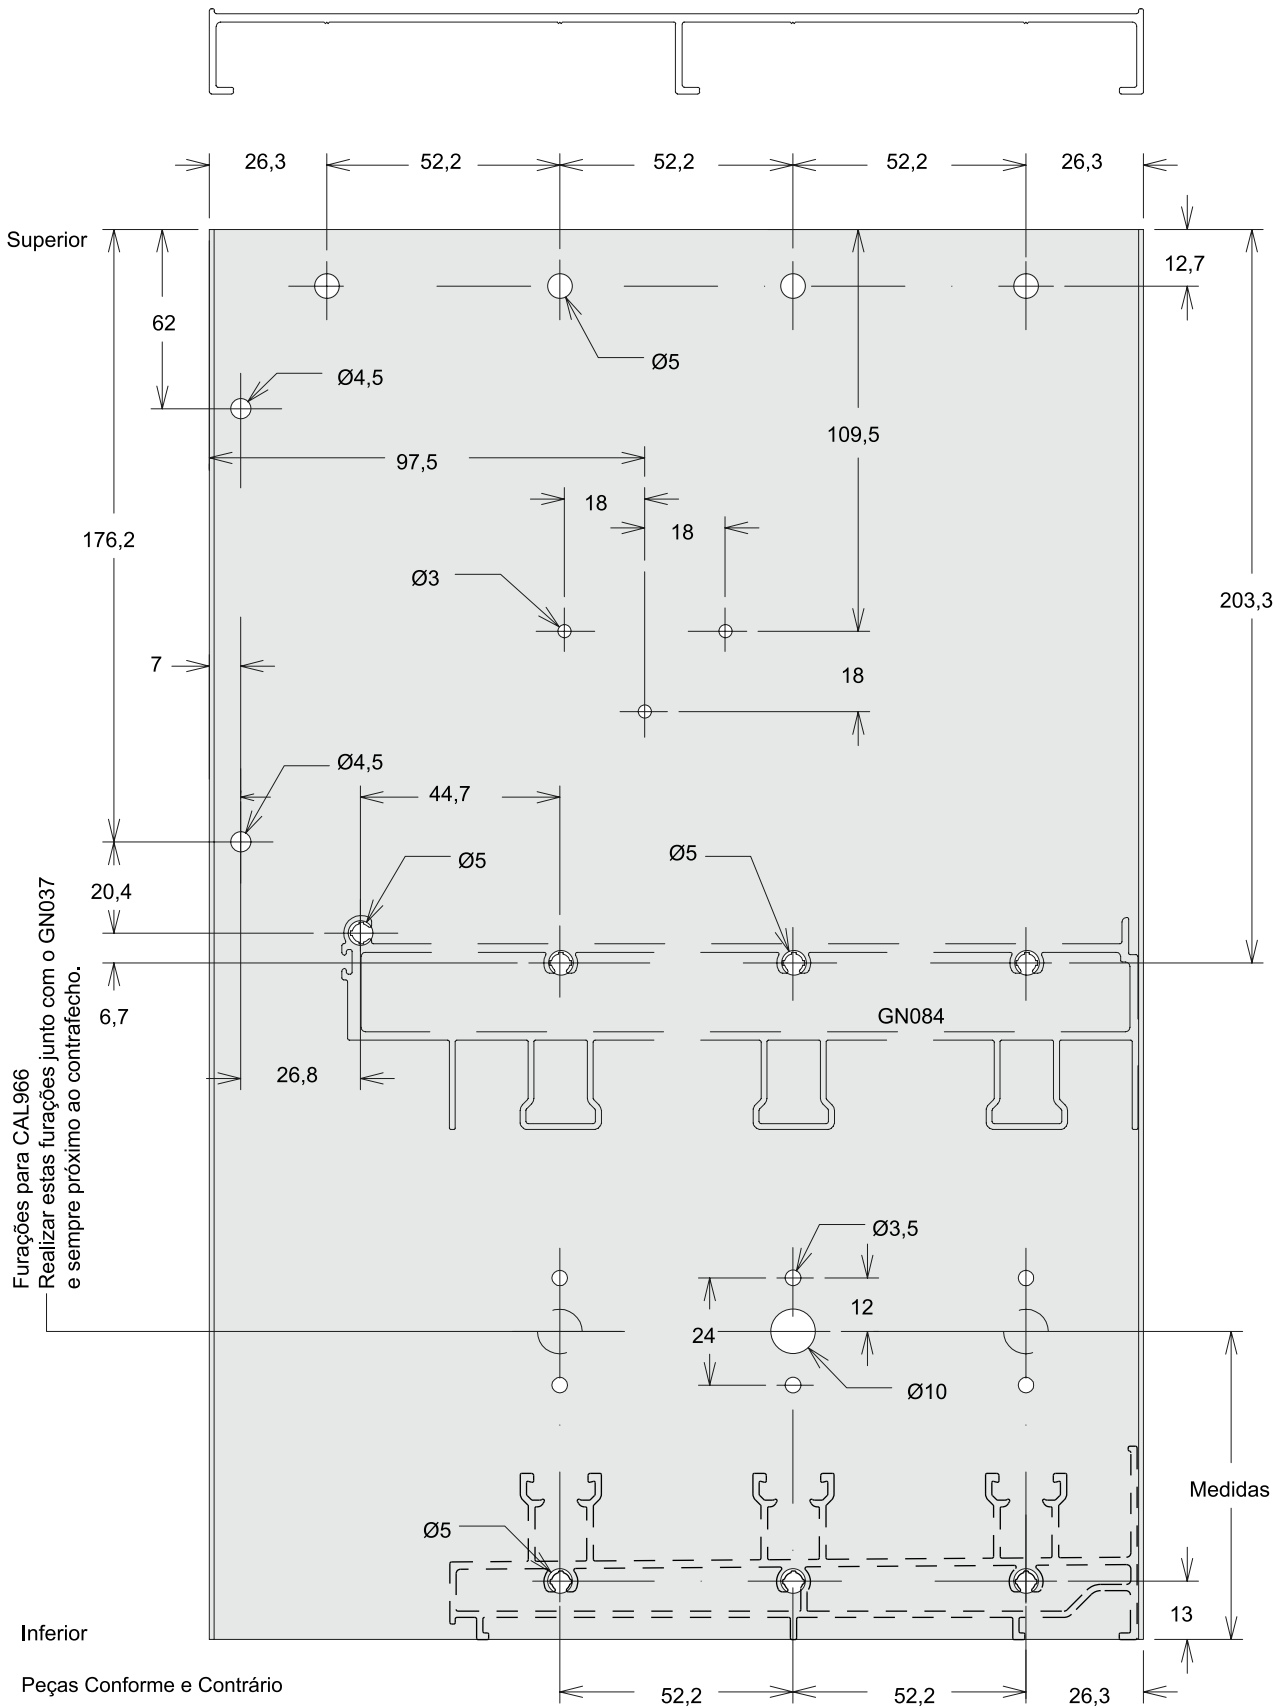 26,3
52,2
52,2
52,2
26,3
Superior
12,7
62
Ø5
Ø4,5
109,5
97,5
18
18
176,2
Ø3
203,3
7
18
Ø4,5
44,7
Ø5
Ø5
20,4
6,7
GN084
26,8
Furações para CAL966
Realizar estas furações junto com o GN037
e sempre próximo ao contrafecho.
Ø3,5
12
24
Ø10
Medidas
Ø5
13
Inferior
Peças Conforme e Contrário
52,2
52,2
26,3